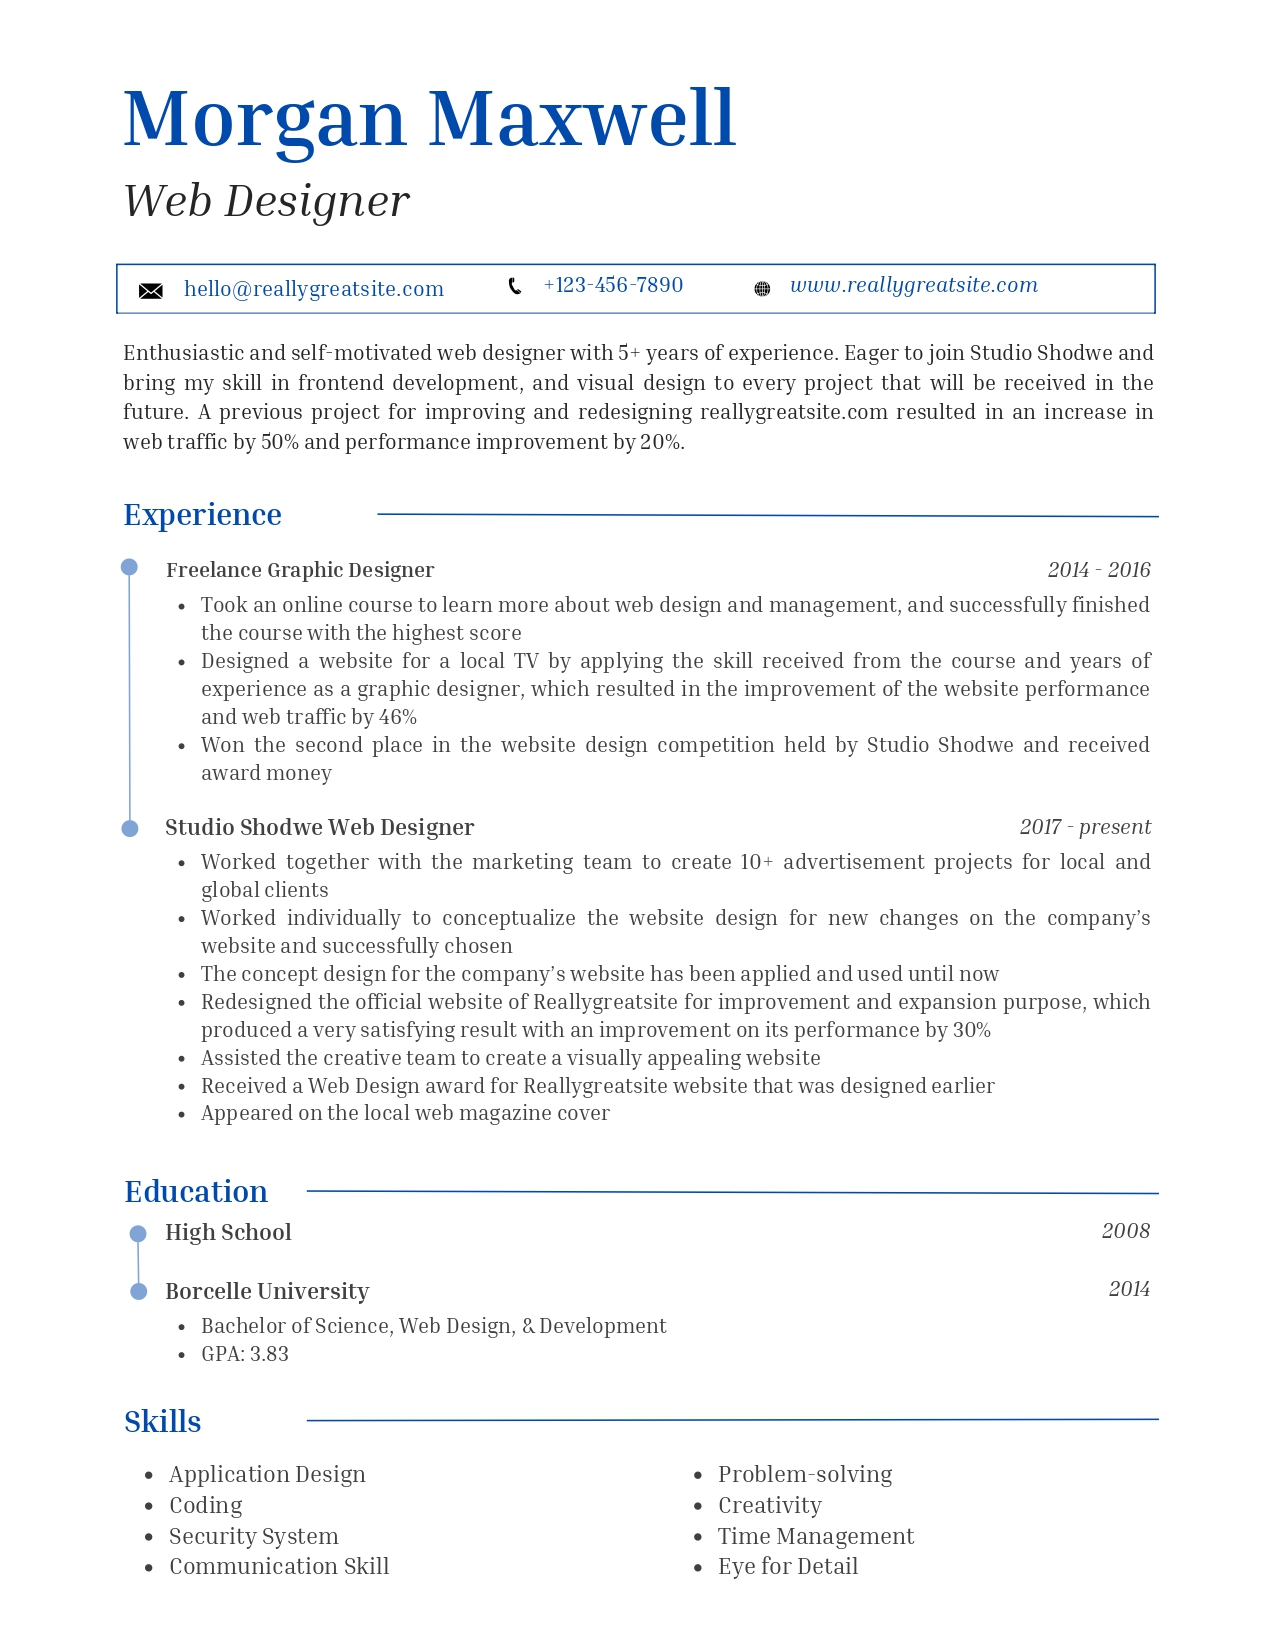 Morgan Maxwell
Web Designer
hello@reallygreatsite.com +123-456-7890 www.reallygreatsite.com
Enthusiastic and self-motivated web designer with 5+ years of experience. Eager to join Studio Shodwe and
bring my skill in frontend development, and visual design to every project that will be received in the
future. A previous project for improving and redesigning reallygreatsite.com resulted in an increase in
web traffic by 50% and performance improvement by 20%.
Experience
Freelance Graphic Designer 2014 - 2016
• Took an online course to learn more about web design and management, and successfully finished
the course with the highest score
• Designed a website for a local TV by applying the skill received from the course and years of
experience as a graphic designer, which resulted in the improvement of the website performance
and web traffic by 46%
• Won the second place in the website design competition held by Studio Shodwe and received
award money
Studio Shodwe Web Designer 2017 - present
• Worked together with the marketing team to create 10+ advertisement projects for local and
global clients
• Worked individually to conceptualize the website design for new changes on the company’s
website and successfully chosen
• The concept design for the company’s website has been applied and used until now
• Redesigned the official website of Reallygreatsite for improvement and expansion purpose, which
produced a very satisfying result with an improvement on its performance by 30%
• Assisted the creative team to create a visually appealing website
• Received a Web Design award for Reallygreatsite website that was designed earlier
• Appeared on the local web magazine cover
Education
High School 2008
Borcelle University 2014
• Bachelor of Science, Web Design, & Development
• GPA: 3.83
Skills
• Application Design
• Coding
• Security System
• Communication Skill
• Problem-solving
• Creativity
• Time Management
• Eye for Detail